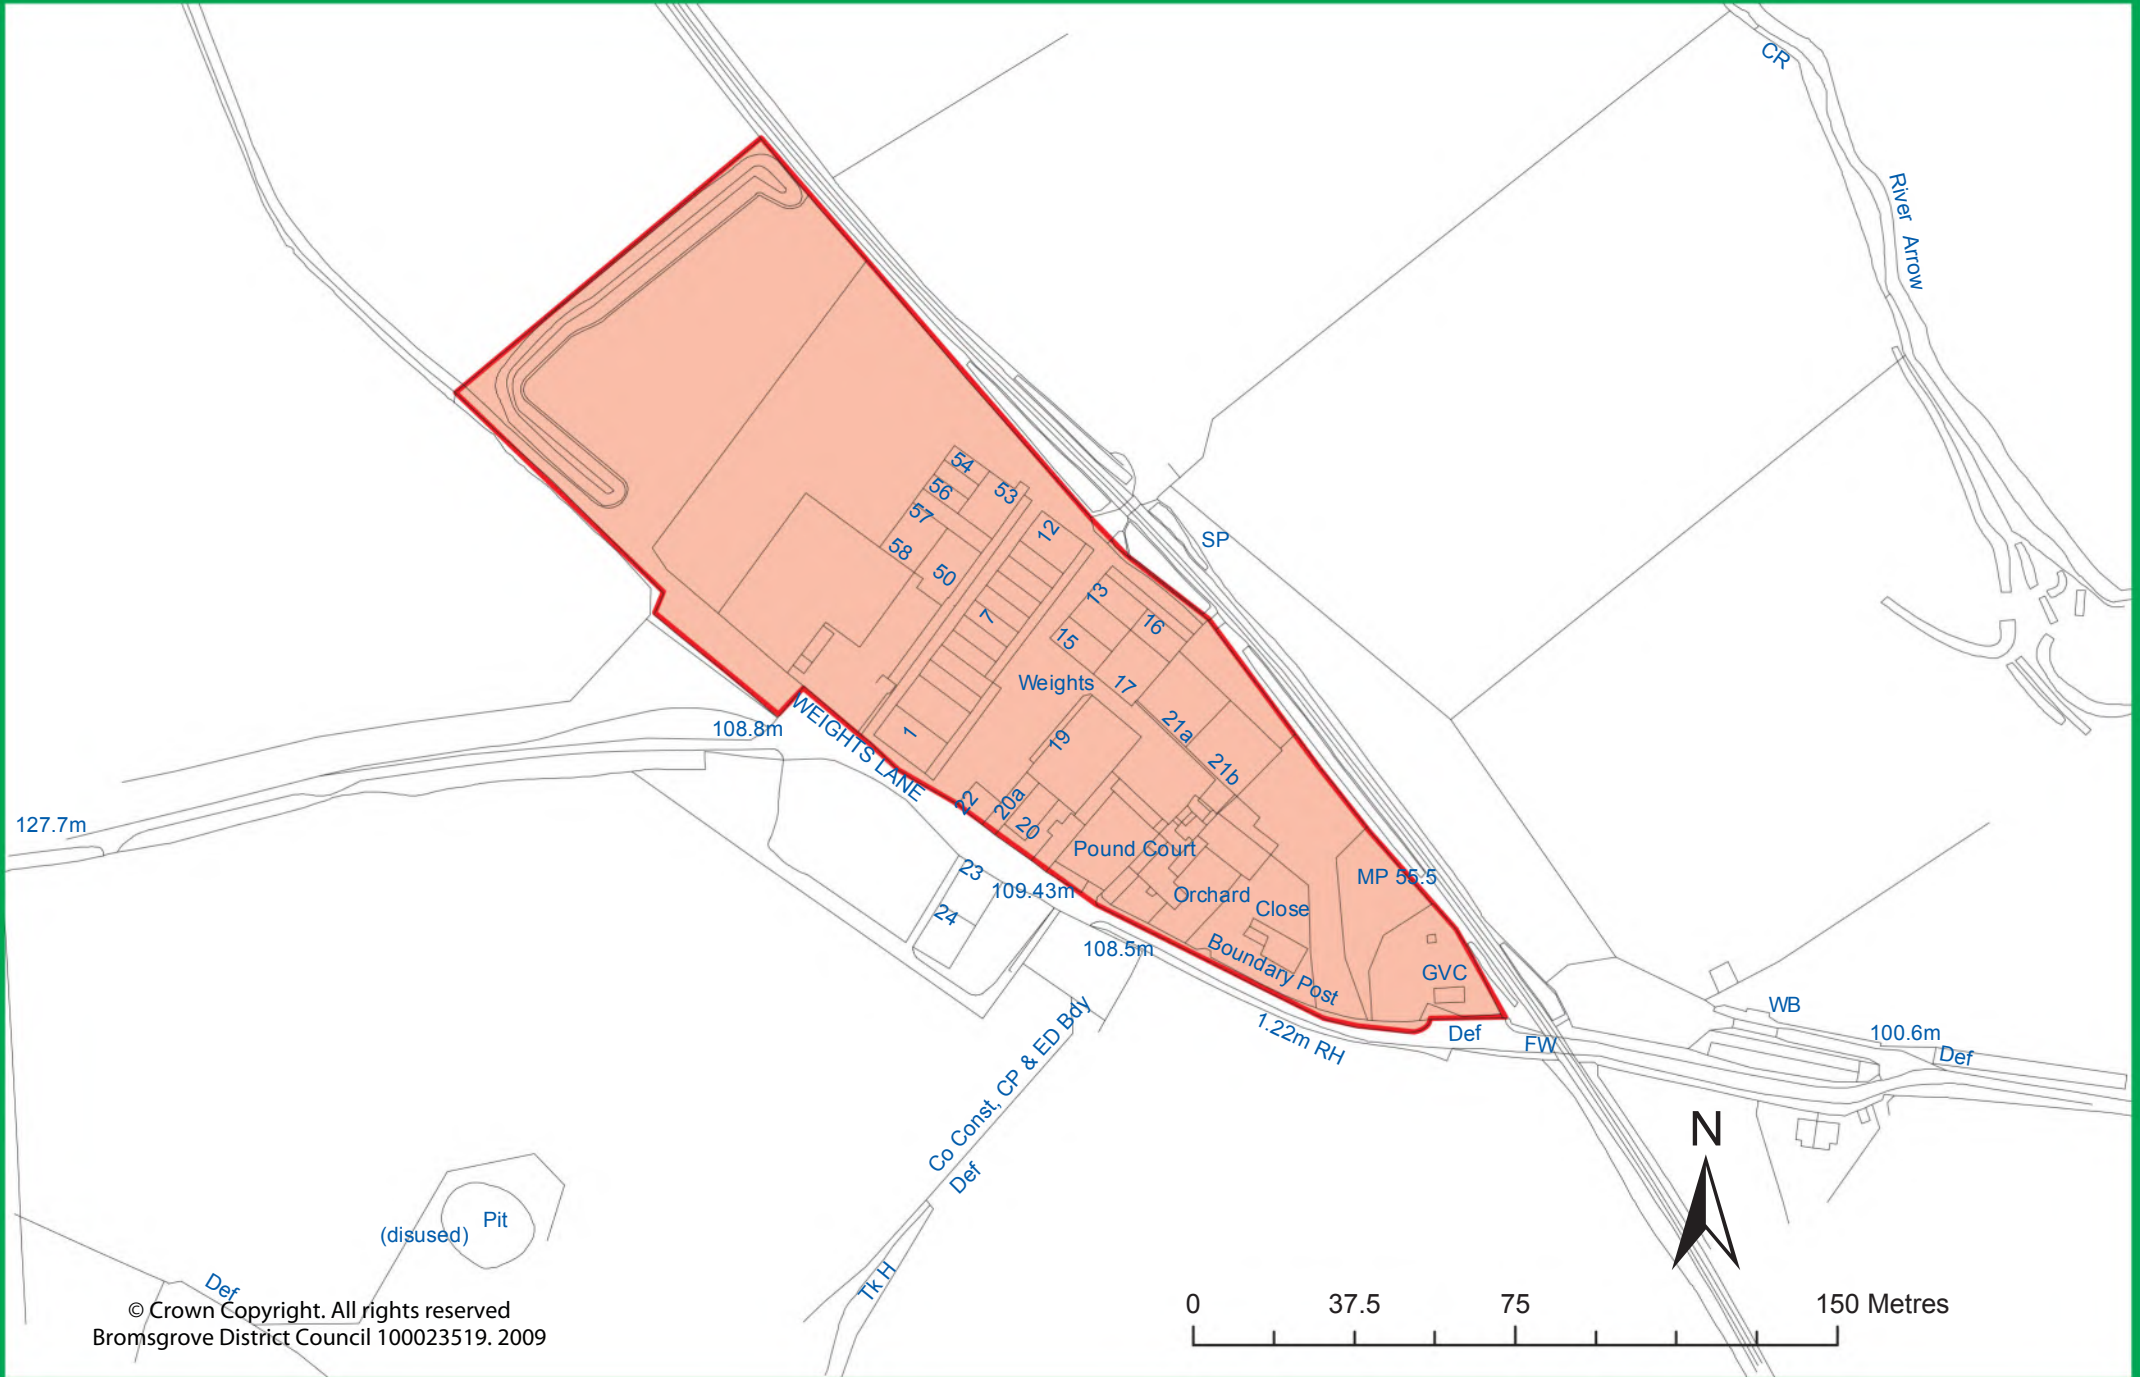 CR
River Arrow
54
56
53
57
12
58
50
SP
13
7
16
15
Weights
17
WEIGHTS LANE
108.8m
1
19
21a
21b
22
20a
20
127.7m
Pound Court
23
109.43m
MP 55.5
Orchard
Close
24
108.5m
Boundary Post
GVC
WB
1.22m RH
Def
FW
100.6m
Def
Co Const, CP & ED Bdy
Def
N
Pit
(disused)
Tk H
Def
© Crown Copyright. All rights reserved
Bromsgrove District Council 100023519. 2009
0 37.5 75 150 Metres